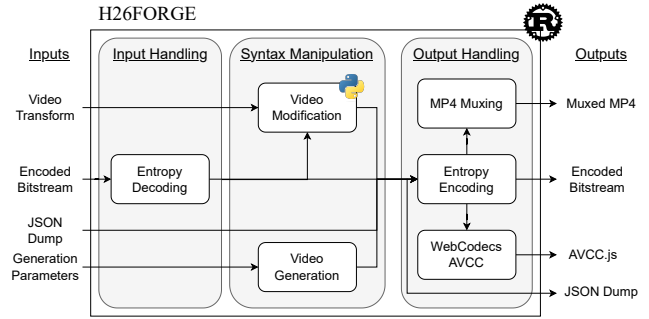 H26FORGE
R
Inputs
Input Handling
Syntax Manipulation
Output Handling
Outputs
Video
Transform
Video
Modification
MP4 Muxing
Muxed MP4
Encoded
Bitstream
Entropy
Decoding
Entropy
Encoding
Encoded
Bitstream
JSON
Dump
Generation
Parameters
Video
Generation
WebCodecs
AVCC
AVCC.js
JSON Dump